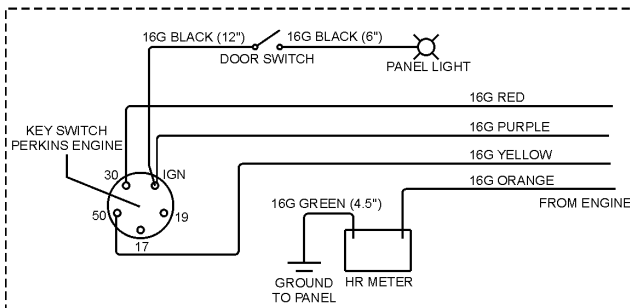 16G BLACK (12") 16G BLACK (6")
DOOR SWITCH
PANEL LIGHT
16G RED
KEY SWITCH
PERKINS ENGINE
16G PURPLE
16G YELLOW
30 IGN
16G ORANGE
16G GREEN (4.5")
FROM ENGINE
50 19
17
GROUND
TO PANEL
HR METER